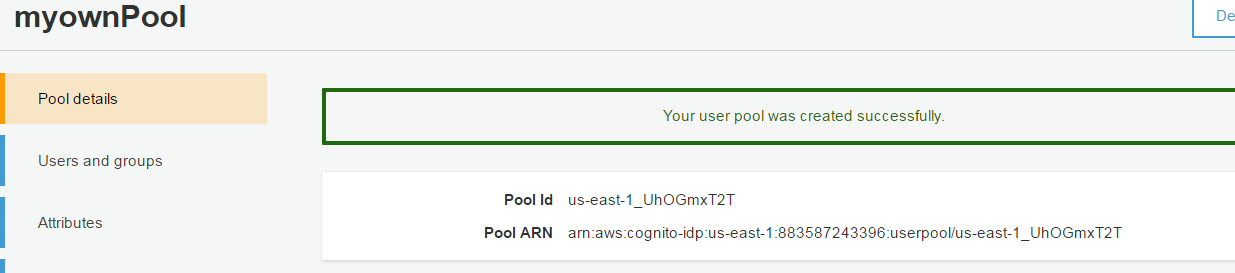 myownPool
De
Pool details
Your user pool was created successfully.
Users and groups
Pool Id us-east-1_UhOGmxT2T
Attributes
Pool ARN arn:aws:cognito-idp:us-east-1:883587243396:userpool/us-east-1_UhOGmxT2T